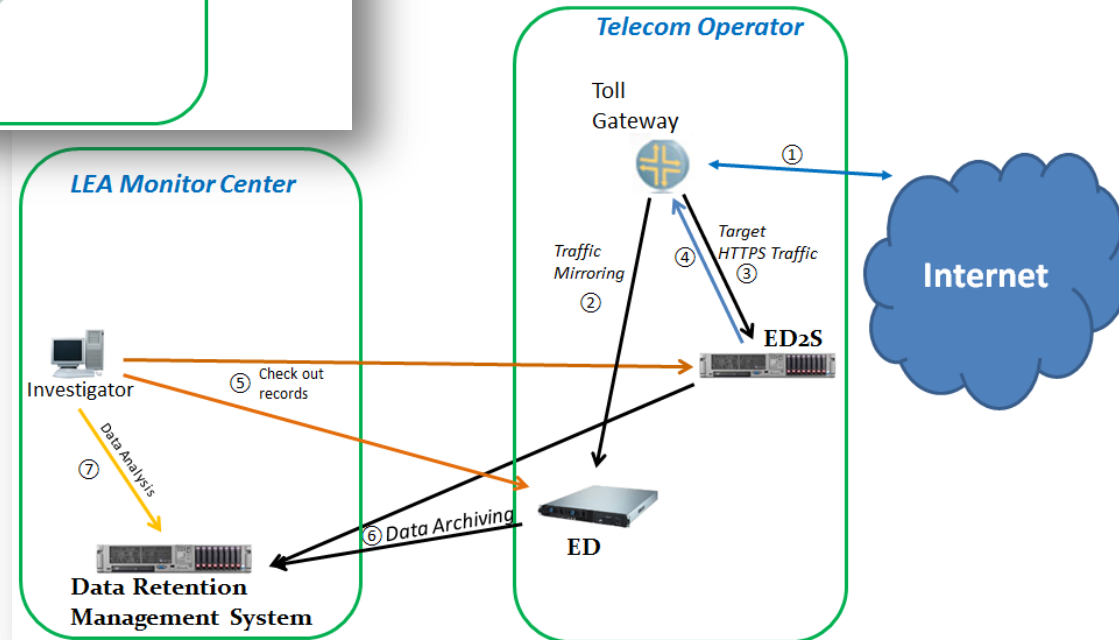 Telecom Operator
Toll
Gateway
①
LEA Monitor Center
Traffic
Mirroring
②
④
Target
HTTPS Traffic
③
Internet
ED2S
Investigator
⑤ Check out
records
Data Analysis
⑦
⑥ Data Archiving
ED
Data Retention
Management System